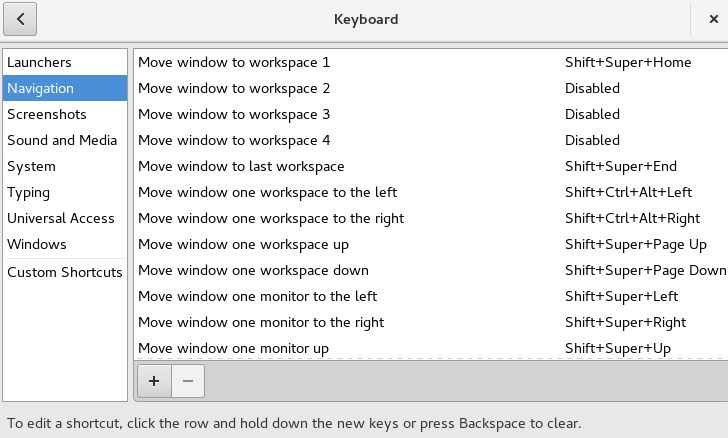 Keyboard
Launchers
Navigation
Screenshots
Sound and Media
System
Typing
Universal Access
Windows
Custom Shortcuts
Move window to workspace 1 Shift+Super+Home
Move window to workspace 2 Disabled
Move window to workspace 3 Disabled
Move window to workspace 4 Disabled
Move window to last workspace Shift+Super+End
Move window one workspace to the left Shift+Ctrl+Alt+Left
Move window one workspace to the right Shift+Ctrl+Alt+Right
Move window one workspace up Shift+Super+Page Up
Move window one workspace down Shift+Super+Page Down
Move window one monitor to the left Shift+Super+Left
Move window one monitor to the right Shift+Super+Right
Move window one monitor up Shift+Super+Up
To edit a shortcut, click the row and hold down the new keys or press Backspace to clear.